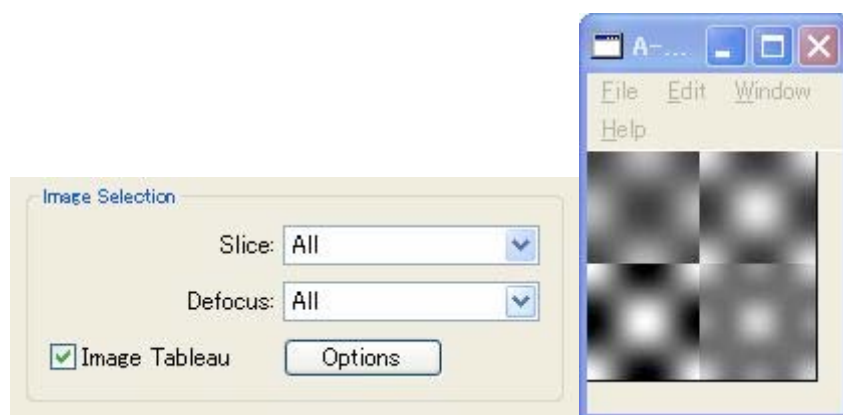 A-...
File Edit Window
Help
Image Selection
Slice: All
Defocus: All
Image Tableau Options